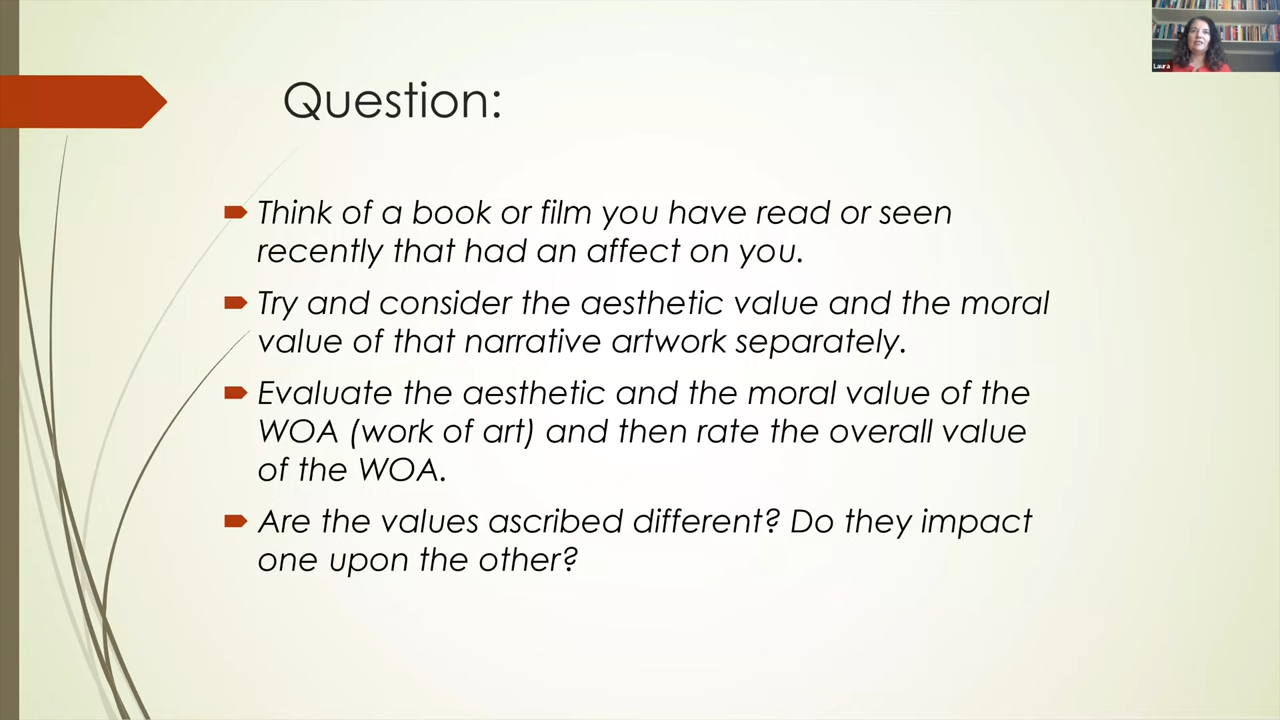 Laura
Question:
Think of a book or film you have read or seen
recently that had an affect on you.
Try and consider the aesthetic value and the moral
value of that narrative artwork separately.
Evaluate the aesthetic and the moral value of the
WOA (work of art) and then rate the overall value
of the WOA.
Are the values ascribed different? Do they impact
one upon the other?